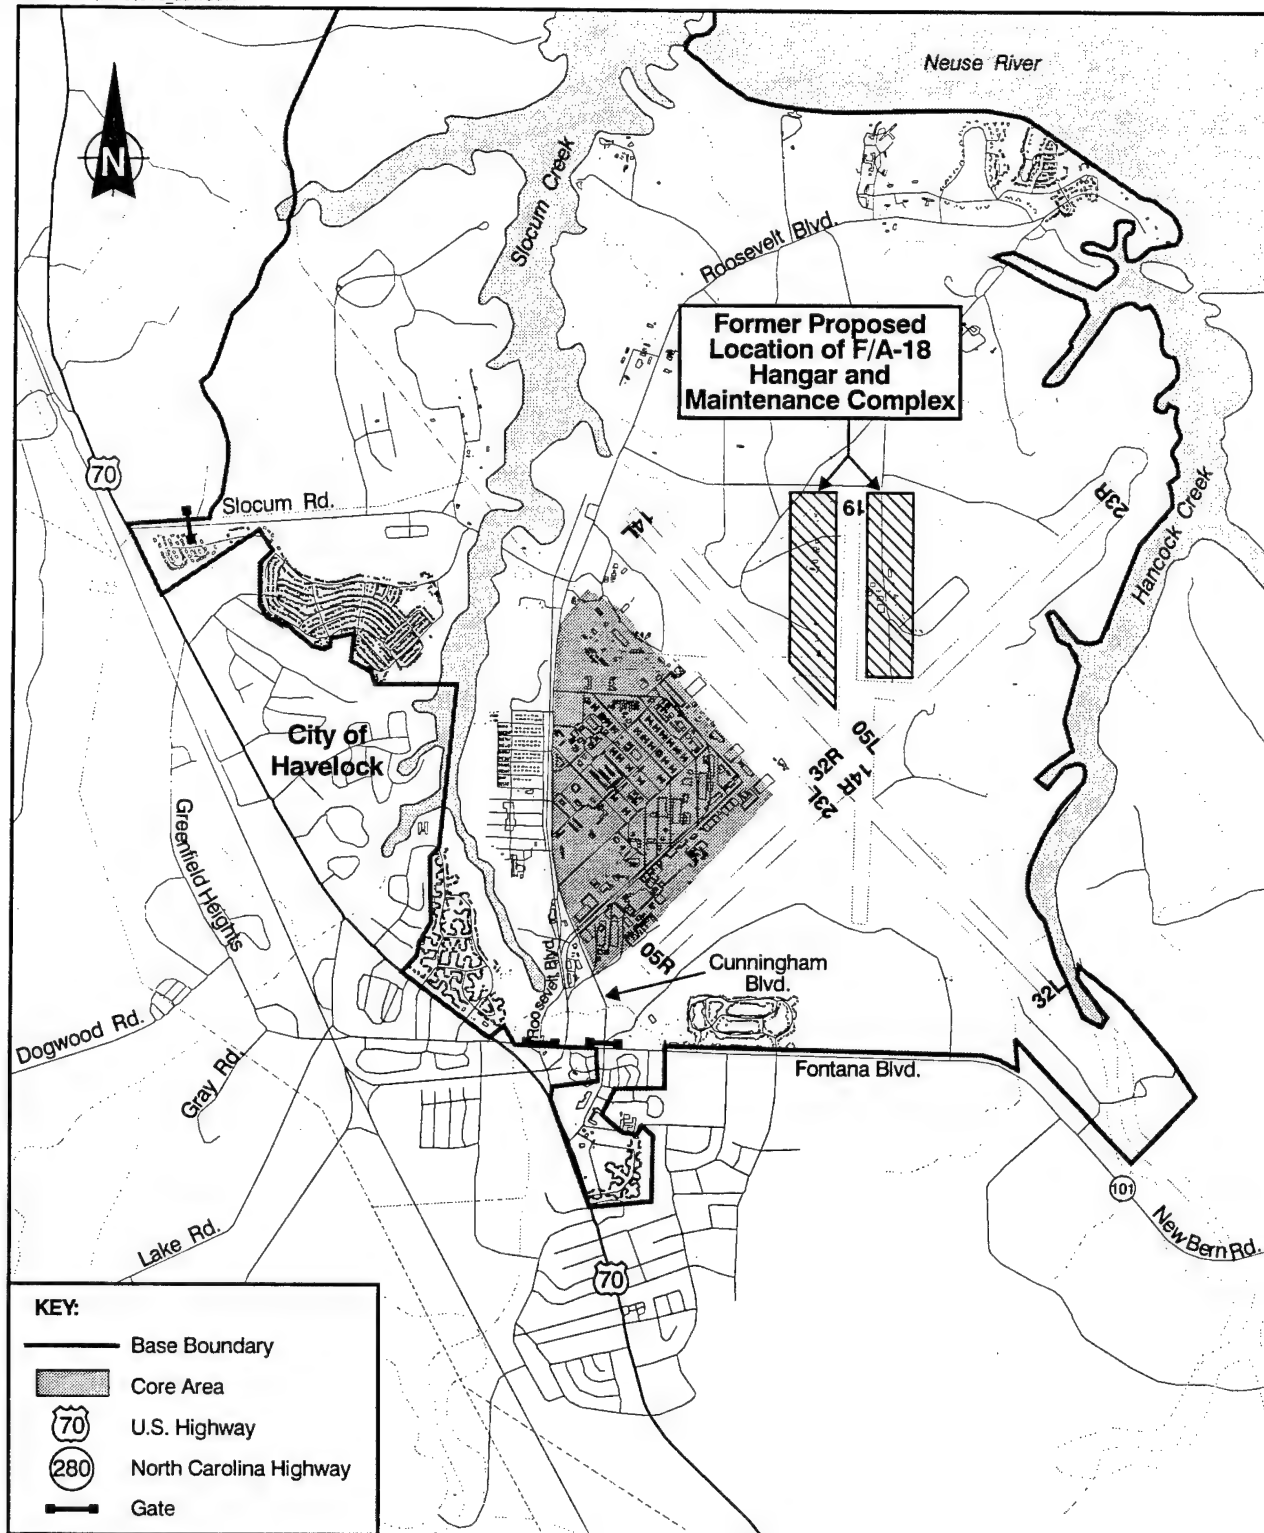 Neuse River
N
Slocum Creek
Roosevelt Blvd.
Former Proposed
Location of F/A-18
Hangar and
Maintenance Complex
70
Slocum Rd.
14L
19
23R
Hancock Creek
City of
Havelock
05L
32R
14R
23L
Greenfield Heights
Roosevelt Blvd
05R
Cunningham
Blvd.
32L
Dogwood Rd.
Gray Rd.
Fontana Blvd.
101
New Bern Rd.
Lake Rd.
70
KEY:
Base Boundary
Core Area
70
U.S. Highway
280
North Carolina Highway
Gate